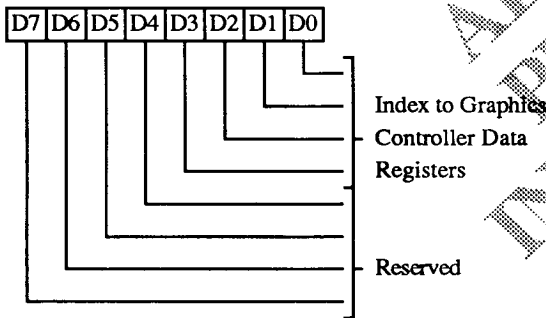 D7 D6 D5 D4 D3 D2 D1 D0
Index to Graphics
Controller Data
Registers
Reserved